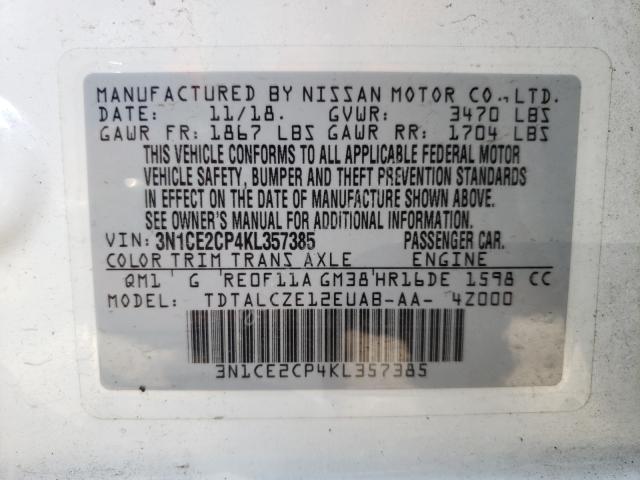 MANUFACTURED BY NISSAN MOTOR CO., LTD.
DATE: 11/18. GVWR: 3470 LBS
GAWR FR: 1867 LBS GAWR RR: 1704 LBS
THIS VEHICLE CONFORMS TO ALL APPLICABLE FEDERAL MOTOR
VEHICLE SAFETY, BUMPER AND THEFT PREVENTION STANDARDS
IN EFFECT ON THE DATE OF MANUFACTURE SHOWN ABOVE.
SEE OWNER'S MANUAL FOR ADDITIONAL INFORMATION.
VIN: 3N1CE2CP4KL357385 PASSENGER CAR.
COLOR TRIM TRANS AXLE ENGINE
QM1 G RE0F11A GM38 HR16DE 1598 CC
MODEL: TDTALCZE12EUAB-AA- 4Z000
3N1CE2CP4KL357385